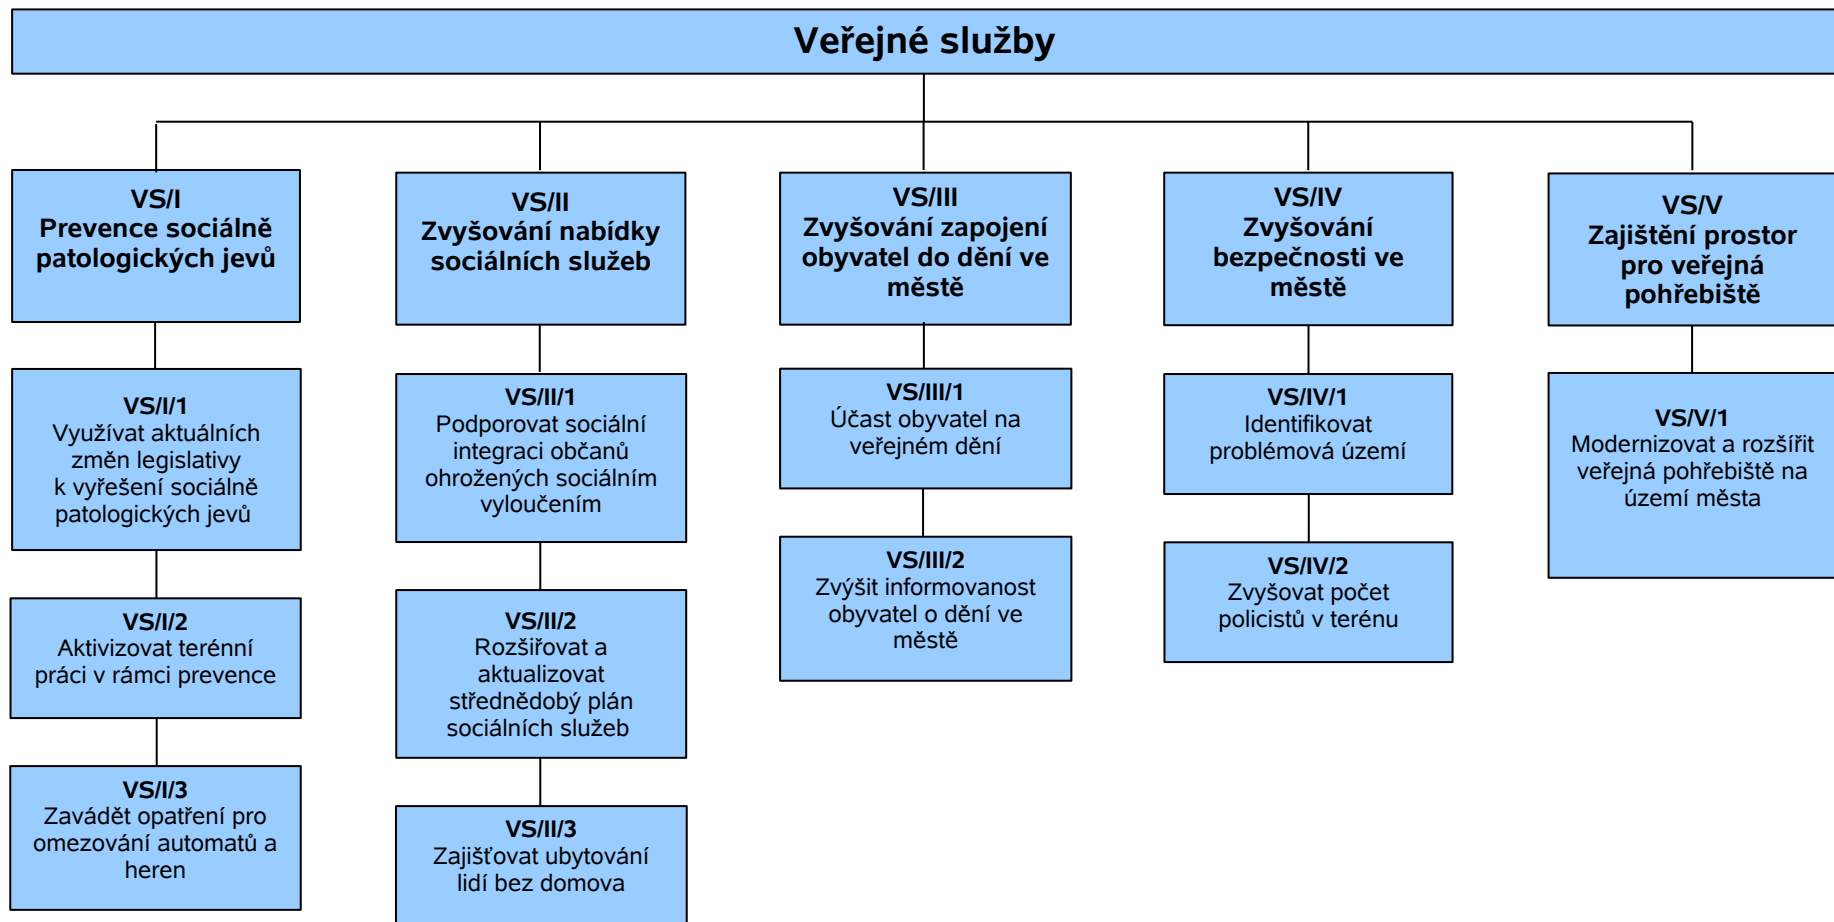 Veřejné služby
VS/I
Prevence sociálně
patologických jevů
VS/II
Zvyšování nabídky
sociálních služeb
VS/III
Zvyšování zapojení
obyvatel do dění ve
městě
VS/IV
Zvyšování
bezpečnosti ve
městě
VS/V
Zajištění prostor
pro veřejná
pohřebiště
VS/I/1
Využívat aktuálních
změn legislativy
k vyřešení sociálně
patologických jevů
VS/II/1
Podporovat sociální
integraci občanů
ohrožených sociálním
vyloučením
VS/III/1
Účast obyvatel na
veřejném dění
VS/IV/1
Identifikovat
problémová území
VS/V/1
Modernizovat a rozšířit
veřejná pohřebiště na
území města
VS/I/2
Aktivizovat terénní
práci v rámci prevence
VS/II/2
Rozšiřovat a
aktualizovat
střednědobý plán
sociálních služeb
VS/III/2
Zvýšit informovanost
obyvatel o dění ve
městě
VS/IV/2
Zvyšovat počet
policistů v terénu
VS/I/3
Zavádět opatření pro
omezování automatů a
heren
VS/II/3
Zajišťovat ubytování
lidí bez domova